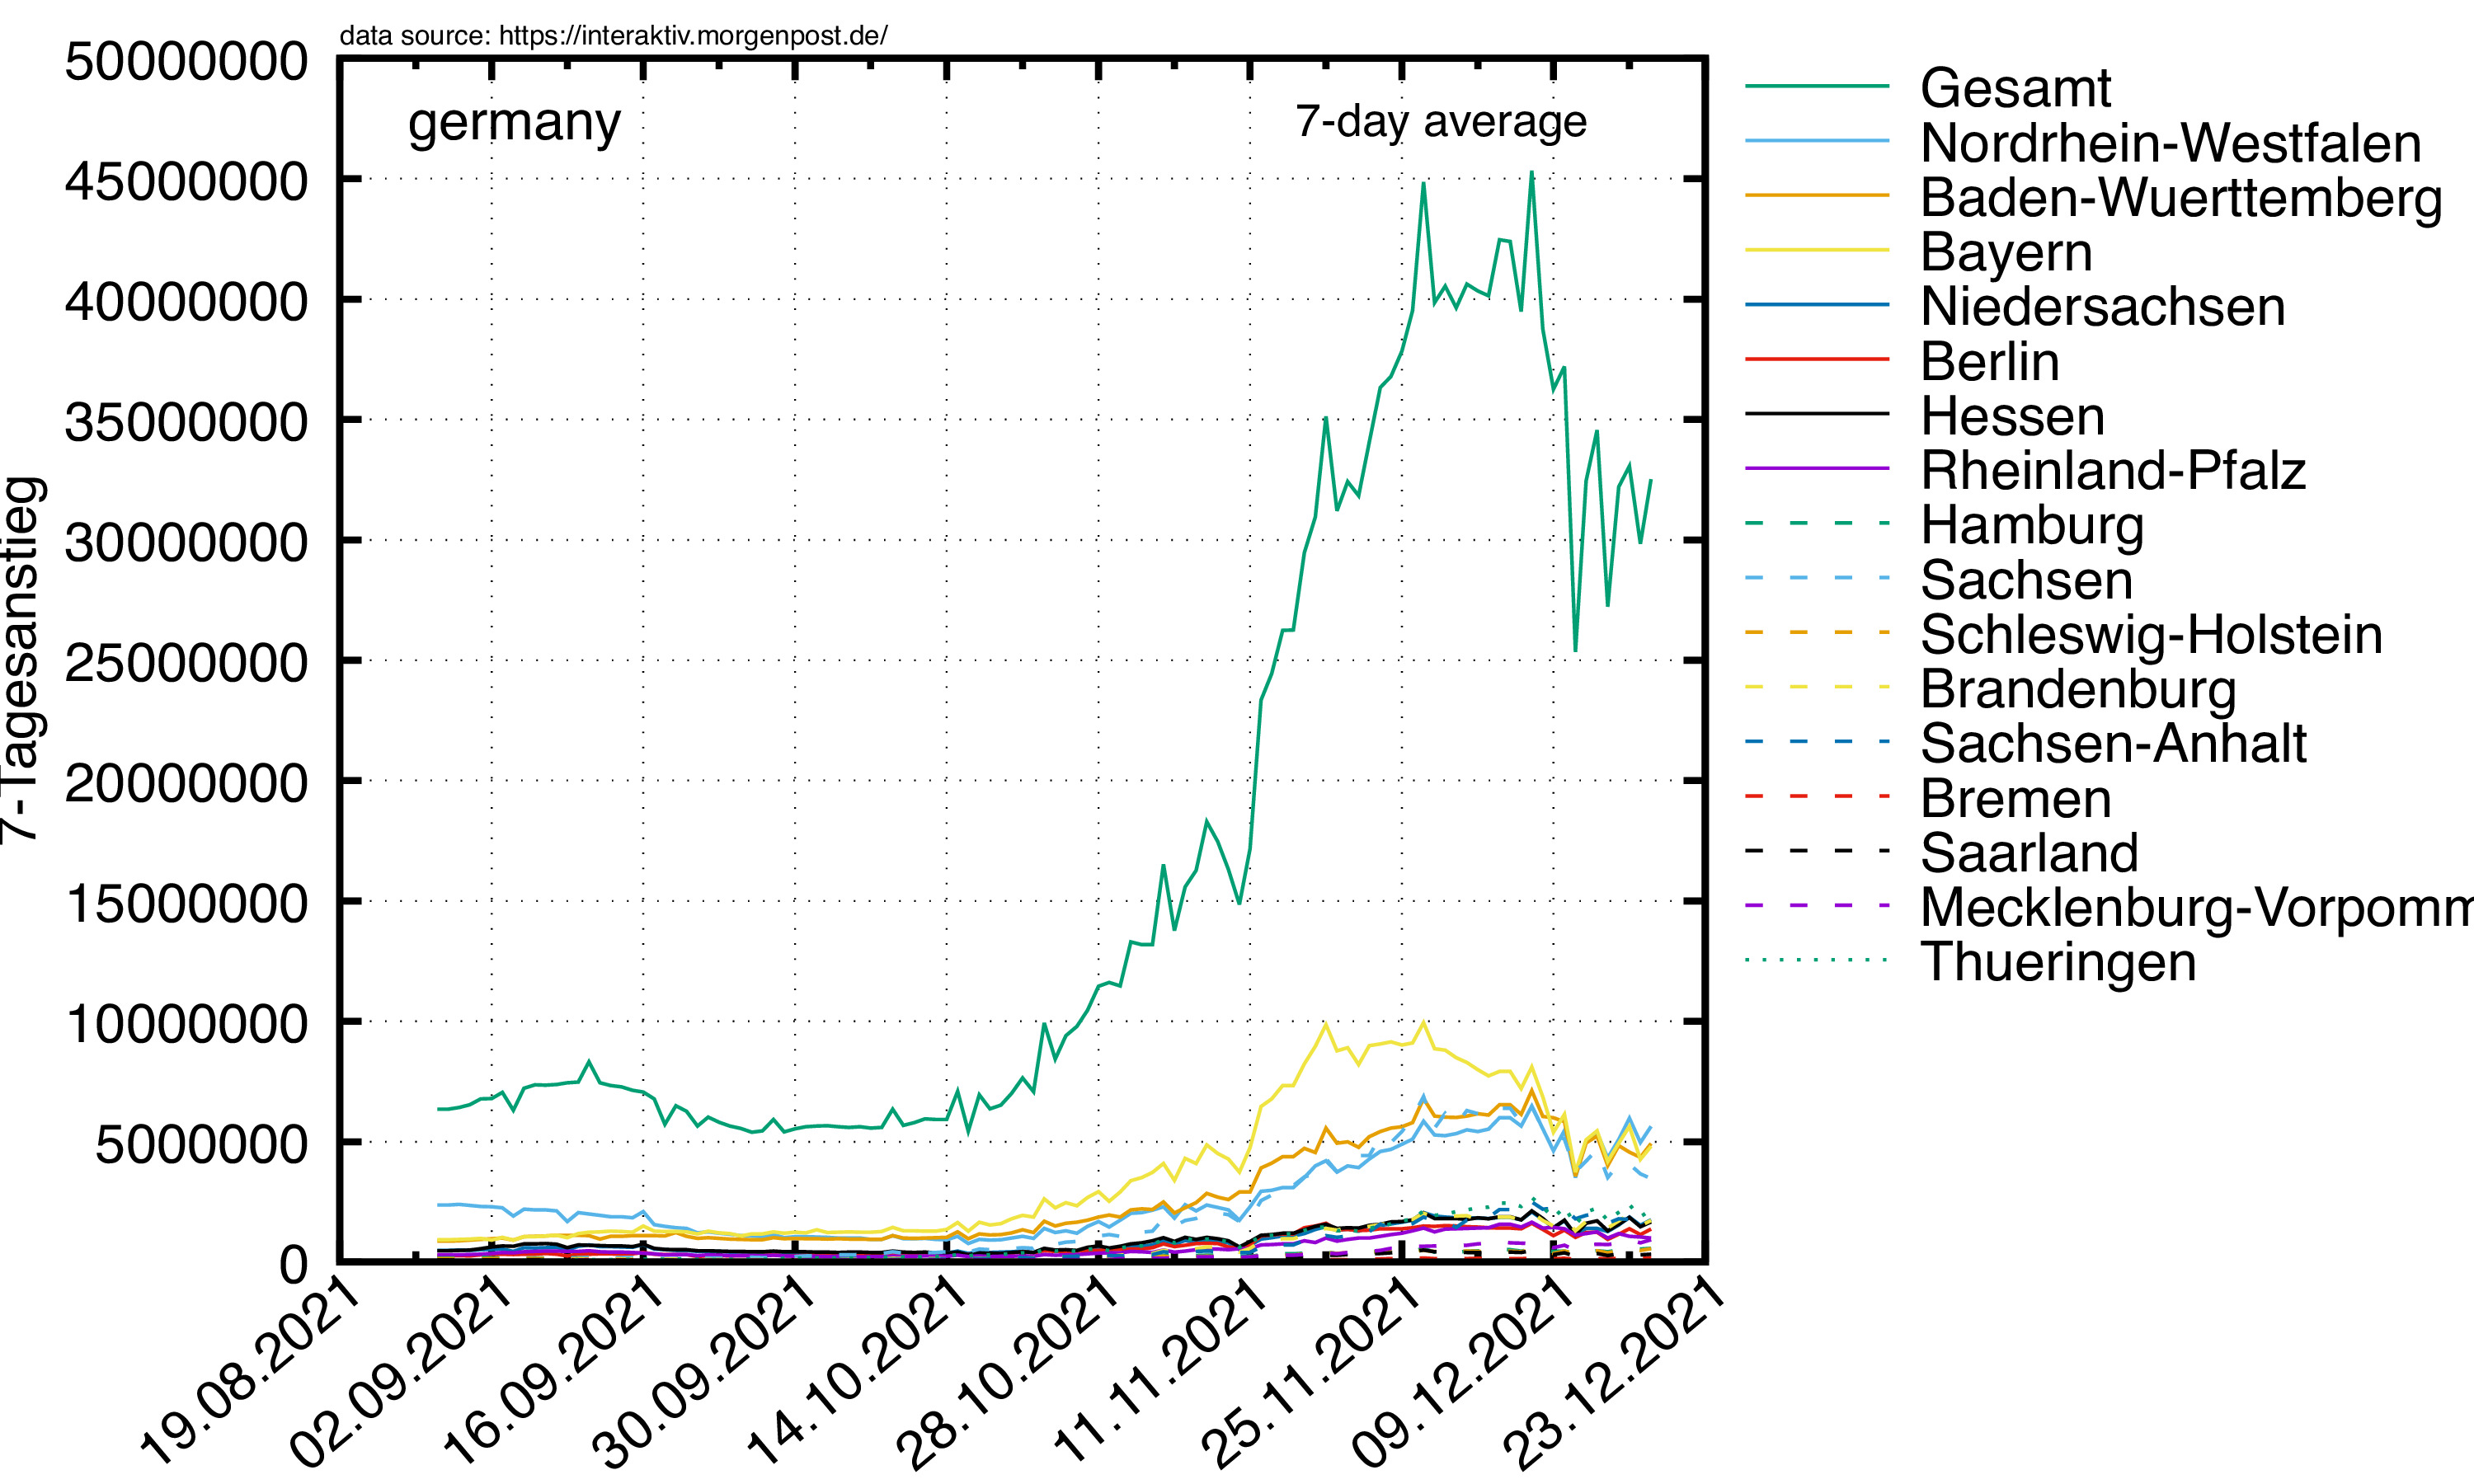 data source: https://interaktiv.morgenpost.de/
germany
7-day average
7-Tagesanstieg
50000000
45000000
40000000
35000000
30000000
25000000
20000000
15000000
10000000
5000000
0
19.08.2021
02.09.2021
16.09.2021
30.09.2021
14.10.2021
28.10.2021
11.11.2021
25.11.2021
09.12.2021
23.12.2021
Gesamt
Nordrhein-Westfalen
Baden-Wuerttemberg
Bayern
Niedersachsen
Berlin
Hessen
Rheinland-Pfalz
Hamburg
Sachsen
Schleswig-Holstein
Brandenburg
Sachsen-Anhalt
Bremen
Saarland
Mecklenburg-Vorpomm
Thueringen